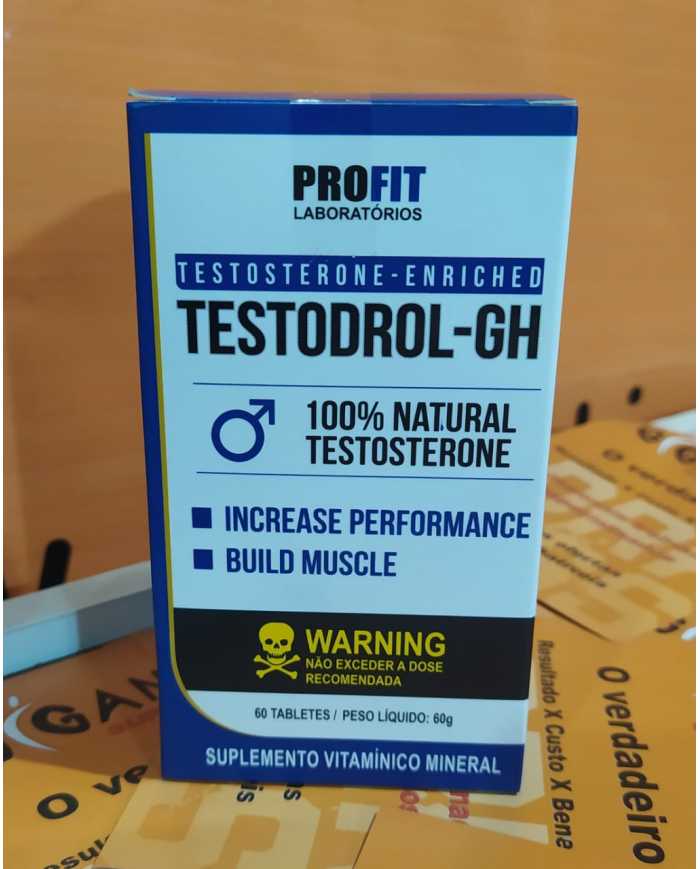 PROFIT
LABORATÓRIOS
TESTOSTERONE-ENRICHED
TESTODROL-GH
100% NATURAL
TESTOSTERONE
INCREASE PERFORMANCE
BUILD MUSCLE
WARNING
NÃO EXCEDER A DOSE
RECOMENDADA
60 TABLETES / PESO LÍQUIDO: 60g
SUPLEMENTO VITAMÍNICO MINERAL
O verdadeiro
Resultado X Custo X Bene